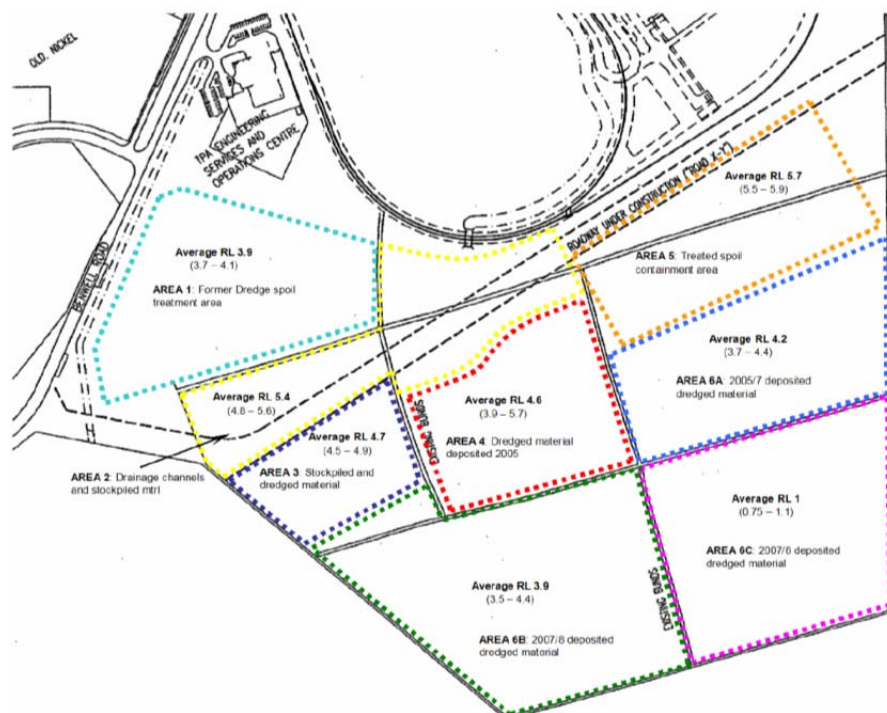 OLD. NICKEL
TPA ENGINEERING
SERVICES AND
OPERATIONS CENTRE
BENWELL ROAD
ROADWAY UNDER CONSTRUCTION ("ROAD X-Y")
Average RL 5.7
(5.5 – 5.9)
AREA 5: Treated spoil
containment area
Average RL 3.9
(3.7 – 4.1)
AREA 1: Former Dredge spoil
treatment area
Average RL 4.2
(3.7 – 4.4)
AREA 6A: 2005/7 deposited
dredged material
Average RL 5.4
(4.8 – 5.6)
Average RL 4.6
(3.9 – 5.7)
AREA 4: Dredged material
deposited 2005
EXISTING BUNDS
Average RL 4.7
(4.5 – 4.9)
AREA 3: Stockpiled and
dredged material
AREA 2: Drainage channels
and stockpiled mtrl
Average RL 1
(0.75 – 1.1)
AREA 6C: 2007/8 deposited
dredged material
Average RL 3.9
(3.5 – 4.4)
AREA 6B: 2007/8 deposited
dredged material
EXISTING BUNDS